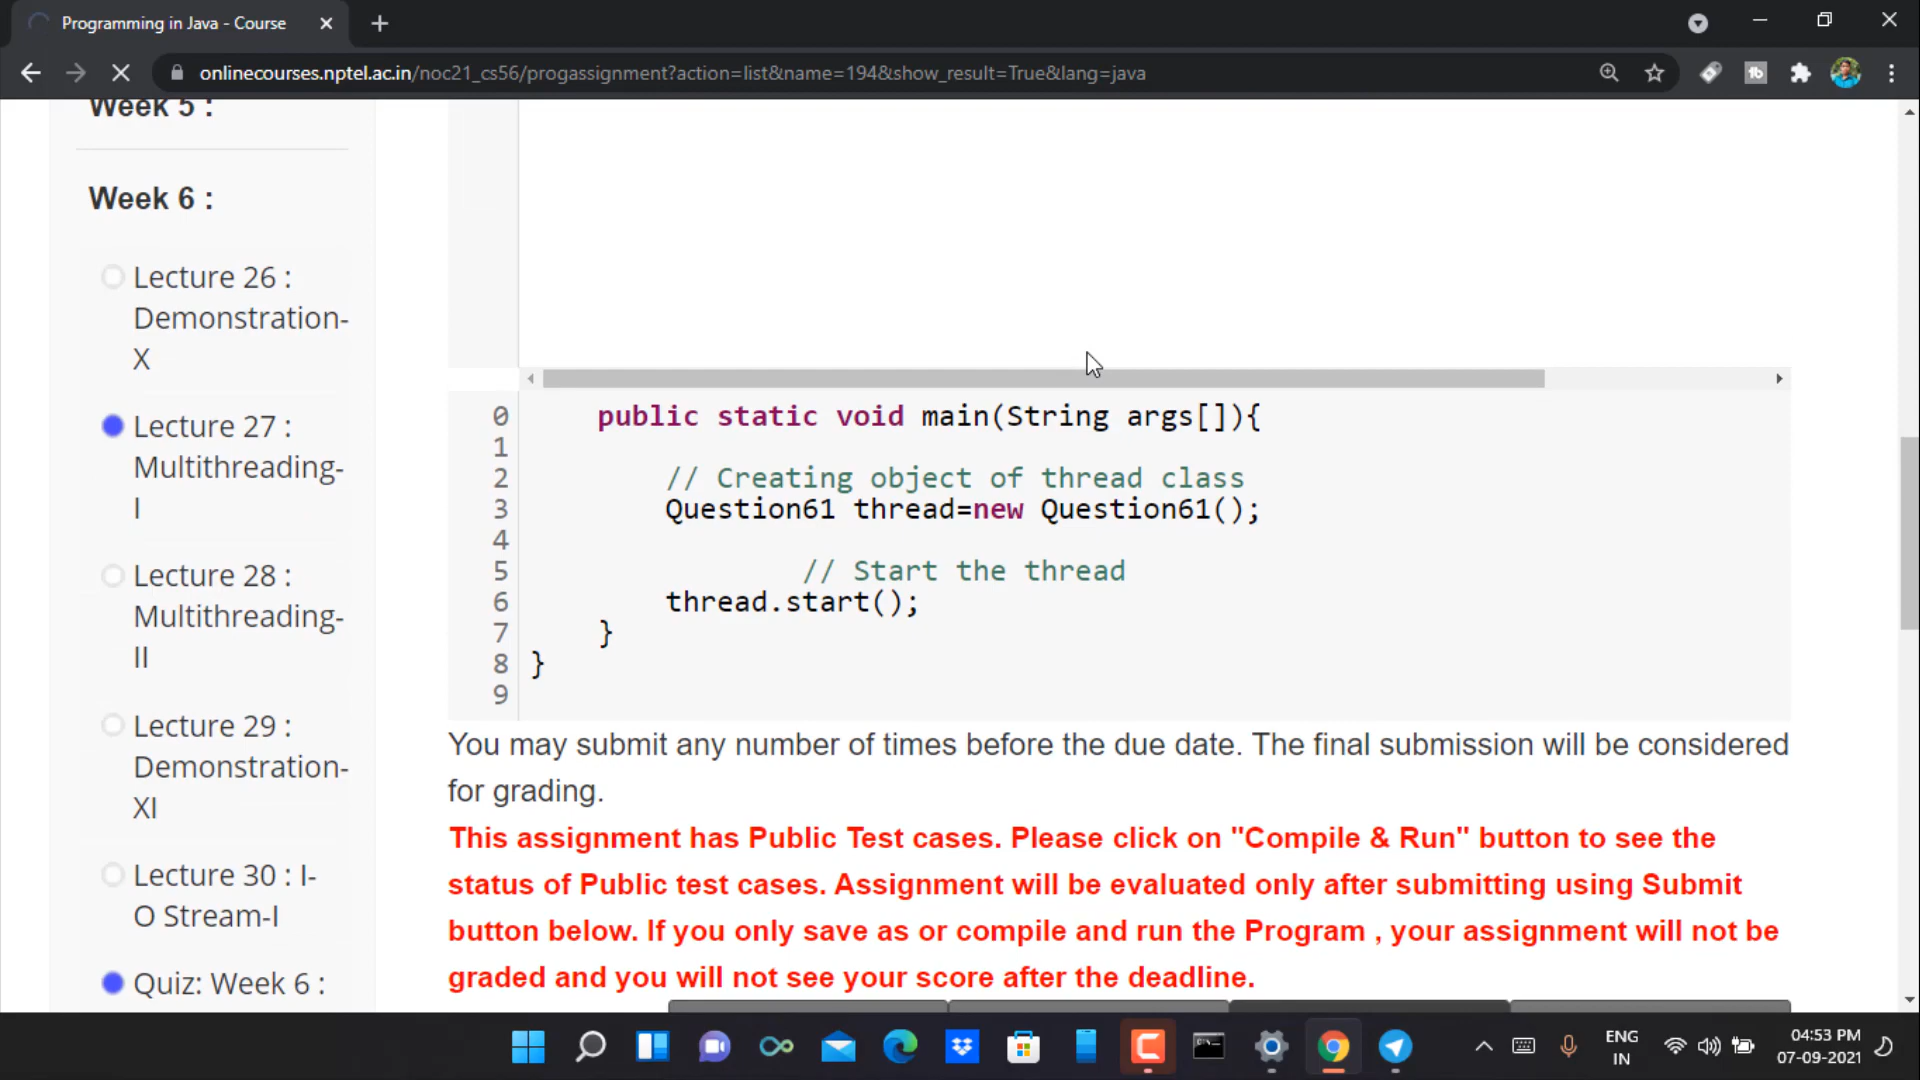 Programming in Java - Course
onlinecourses.nptel.ac.in/noc21_cs56/progassignment?action=list&name=194&show_result=True&lang=java
Week 5 :
Week 6 :
Lecture 26 :
Demonstration-
X
Lecture 27 :
Multithreading-
I
Lecture 28 :
Multithreading-
II
Lecture 29 :
Demonstration-
XI
Lecture 30 : I-
O Stream-I
Quiz: Week 6 :
0 public static void main(String args[]){
1
2 // Creating object of thread class
3 Question61 thread=new Question61();
4
5 // Start the thread
6 thread.start();
7 }
8 }
9
You may submit any number of times before the due date. The final submission will be considered
for grading.
This assignment has Public Test cases. Please click on "Compile & Run" button to see the
status of Public test cases. Assignment will be evaluated only after submitting using Submit
button below. If you only save as or compile and run the Program , your assignment will not be
graded and you will not see your score after the deadline.
ENG
IN
04:53 PM
07-09-2021